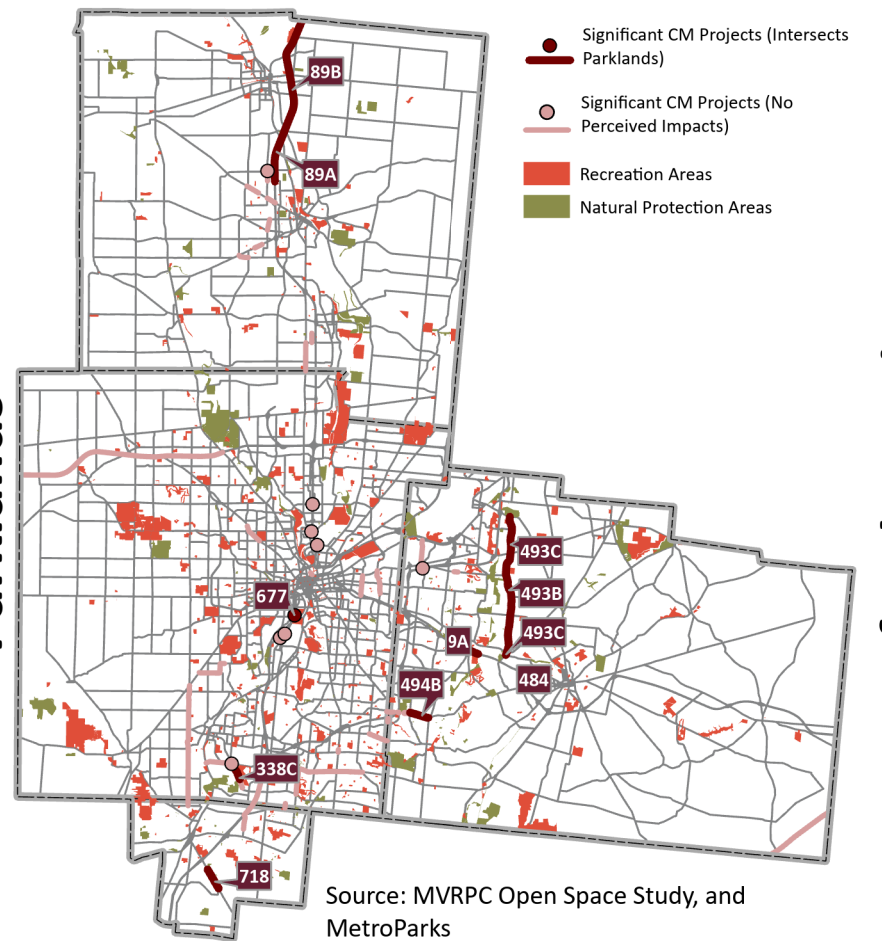 Significant CM Projects (Intersects
Parklands)
Significant CM Projects (No
Perceived Impacts)
Recreation Areas
Natural Protection Areas
89B
89A
493C
493B
677
493C
9A
484
494B
338C
718
Source: MVRPC Open Space Study, and
MetroParks